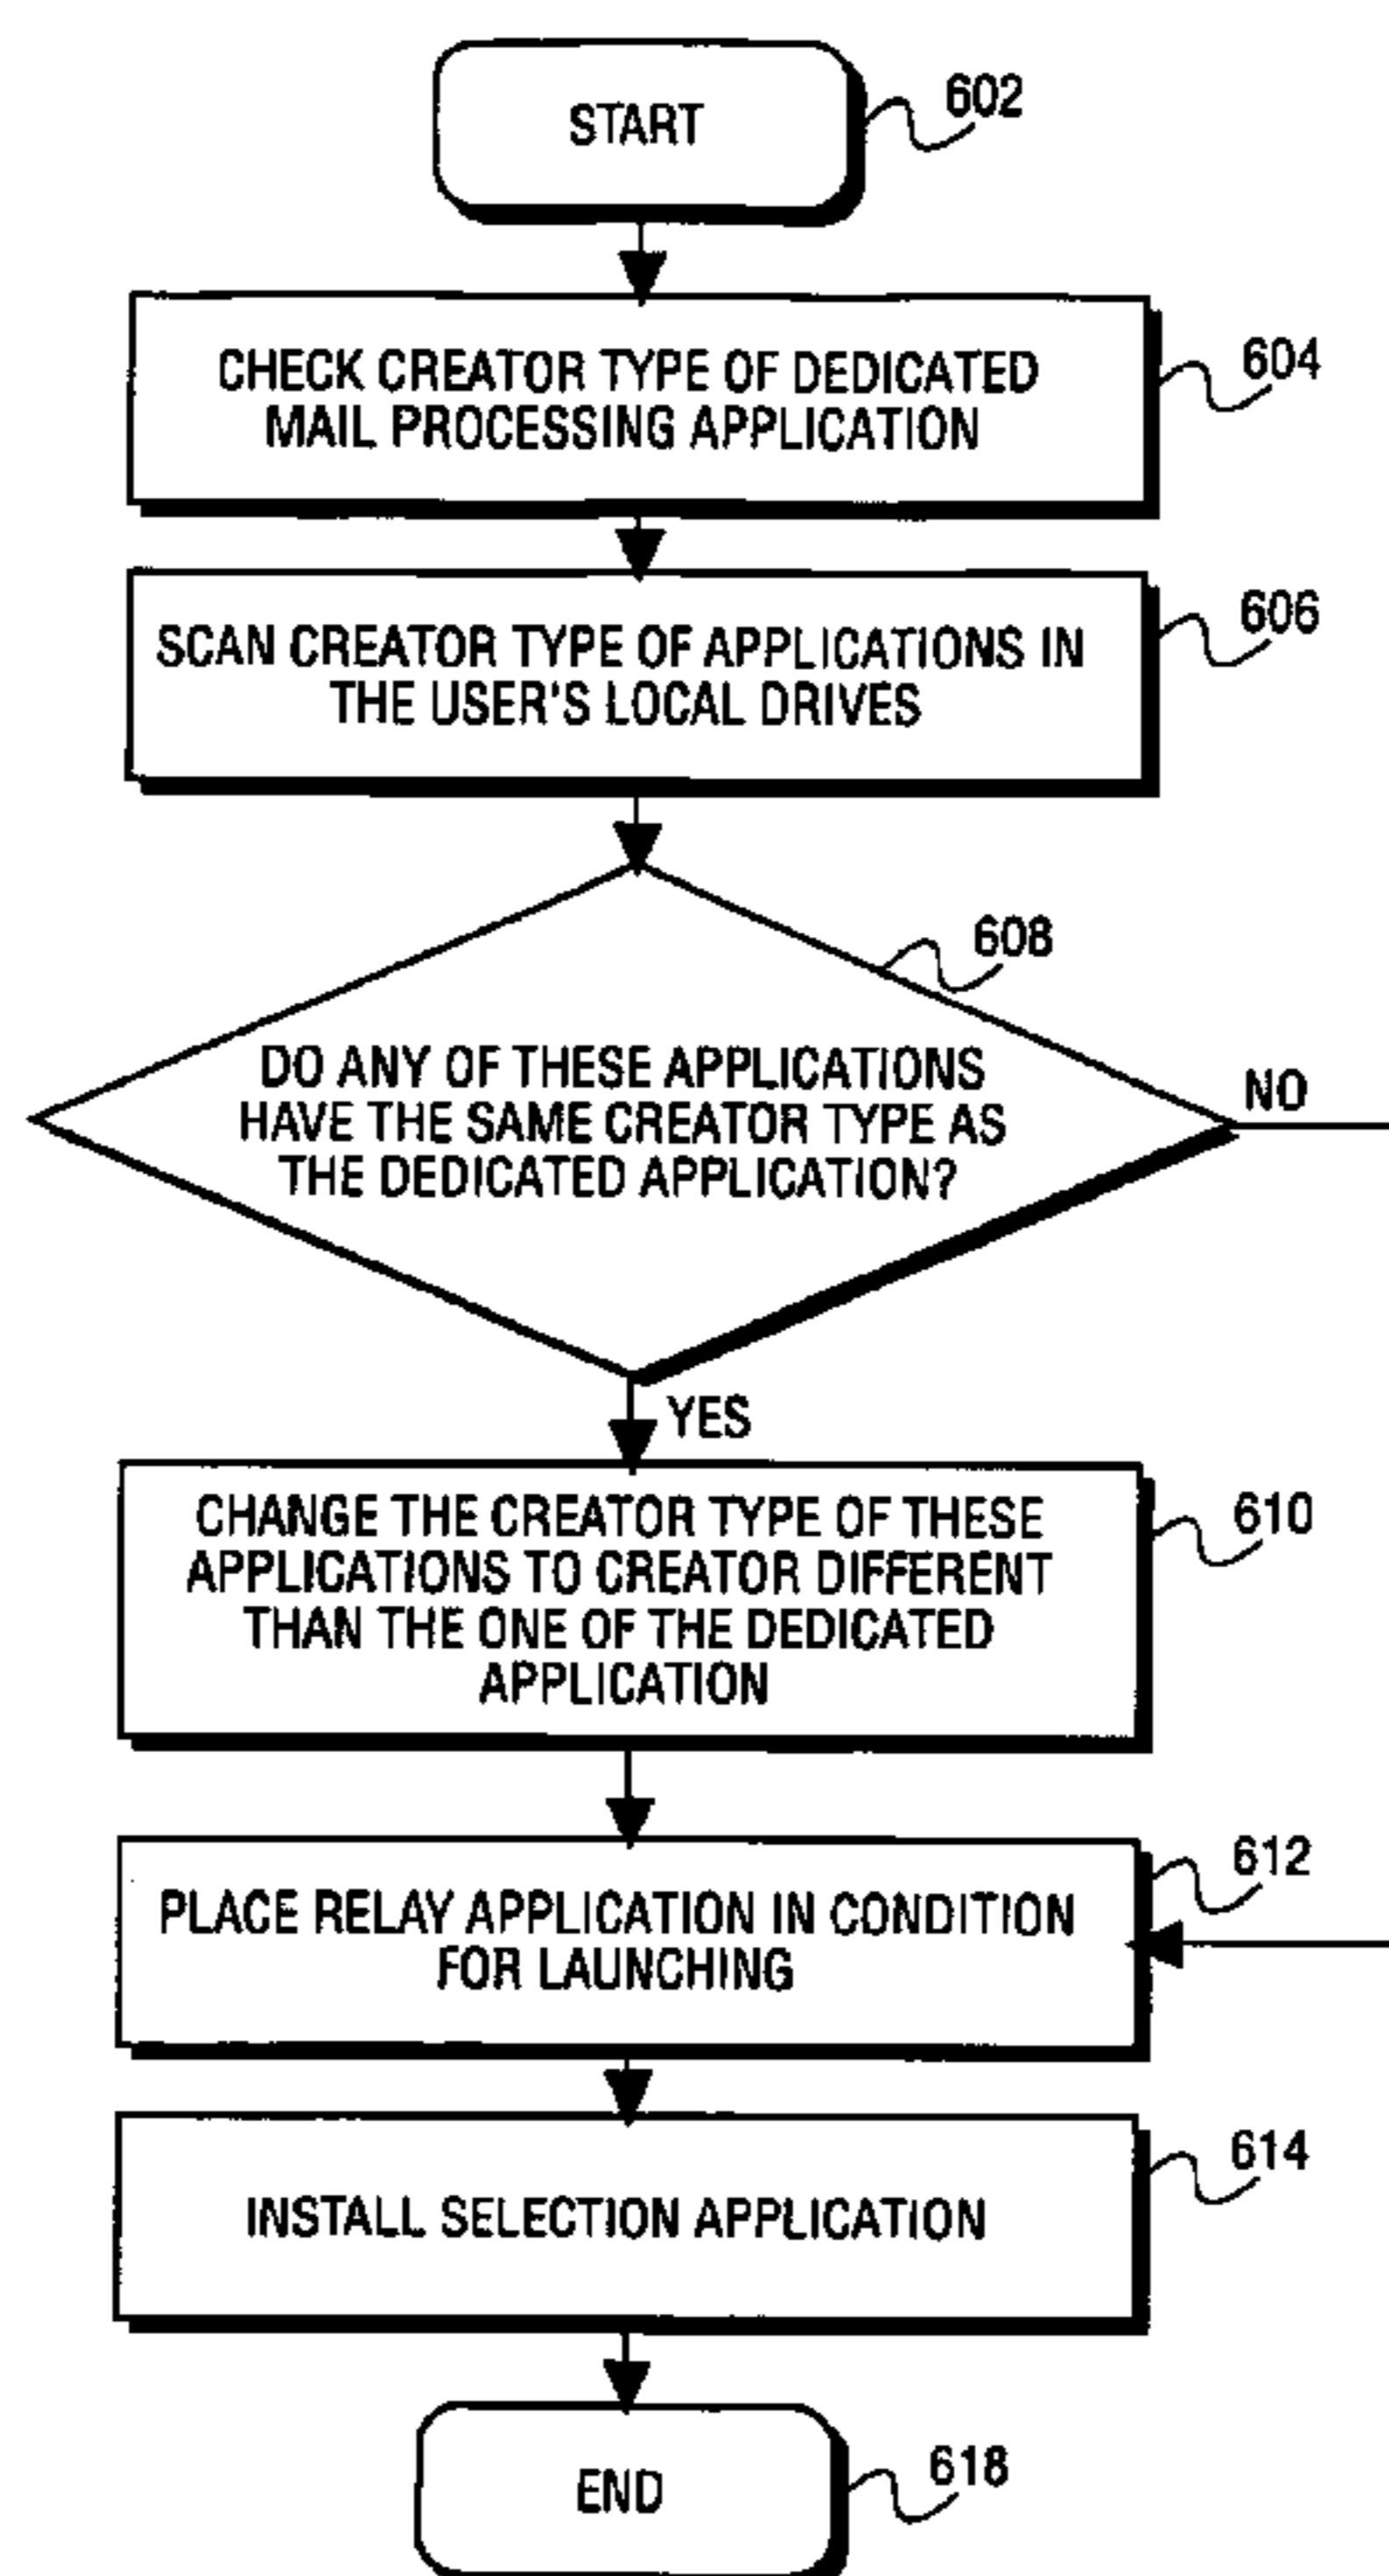 START
602
CHECK CREATOR TYPE OF DEDICATED
MAIL PROCESSING APPLICATION
604
SCAN CREATOR TYPE OF APPLICATIONS IN
THE USER'S LOCAL DRIVES
606
608
DO ANY OF THESE APPLICATIONS
HAVE THE SAME CREATOR TYPE AS
THE DEDICATED APPLICATION?
NO
YES
CHANGE THE CREATOR TYPE OF THESE
APPLICATIONS TO CREATOR DIFFERENT
THAN THE ONE OF THE DEDICATED
APPLICATION
610
PLACE RELAY APPLICATION IN CONDITION
FOR LAUNCHING
612
INSTALL SELECTION APPLICATION
614
END
618